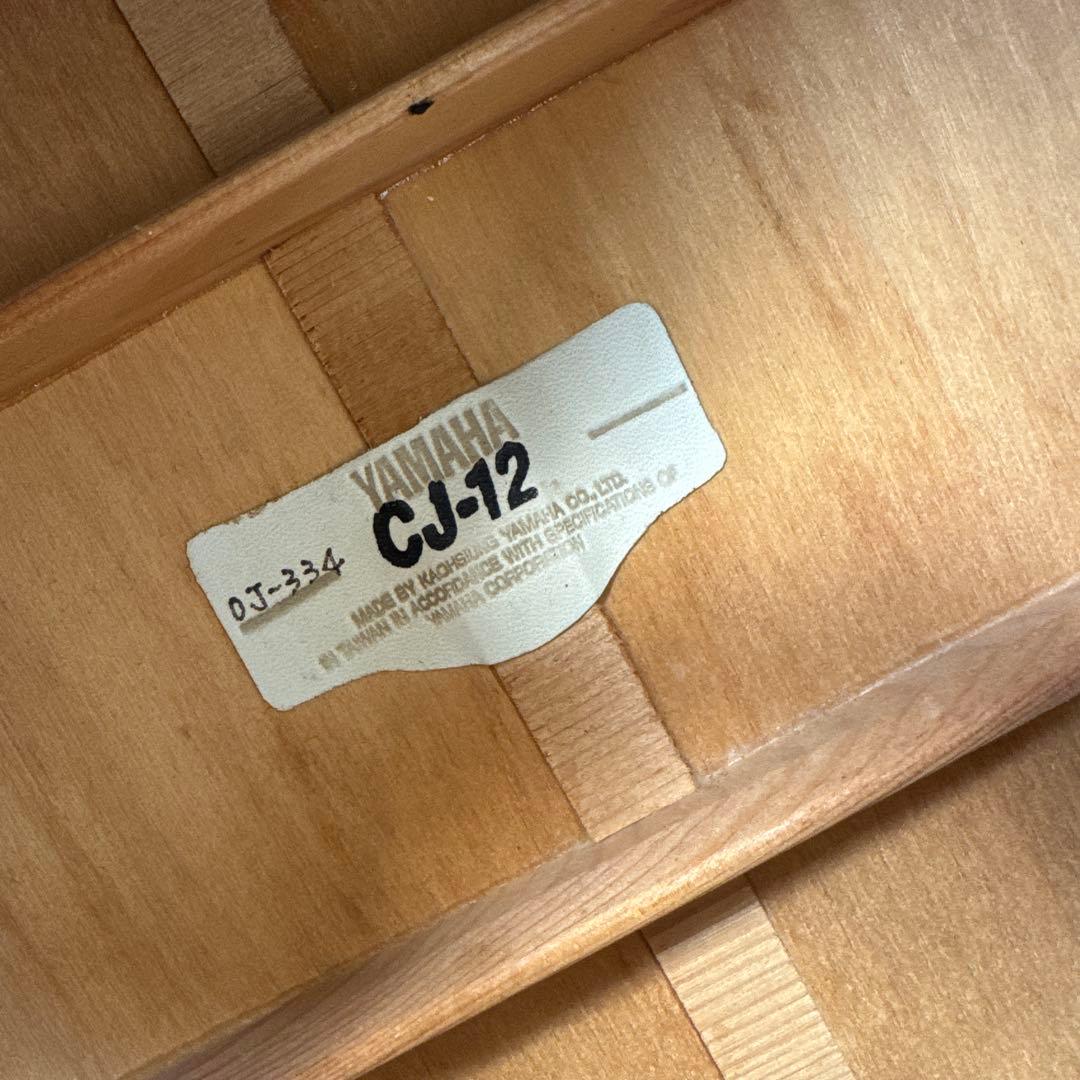 YAMAHA
CJ-12
OJ-334
MADE BY KAOHSIUNG YAMAHA CO., LTD.
IN TAIWAN IN ACCORDANCE WITH SPECIFICATIONS OF
YAMAHA CORPORATION